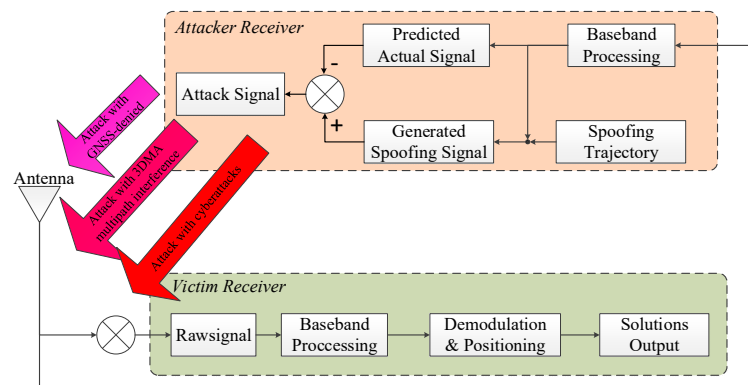 Attacker Receiver
Predicted
Actual Signal
Baseband
Processing
-
Attack Signal
+
Generated
Spoofing Signal
Spoofing
Trajectory
Attack with
GNSS-denied
Attack with 3DMA
multipath interference
Attack with cyberattacks
Antenna
Victim Receiver
Rawsignal
Baseband
Proccessing
Demodulation
& Positioning
Solutions
Output